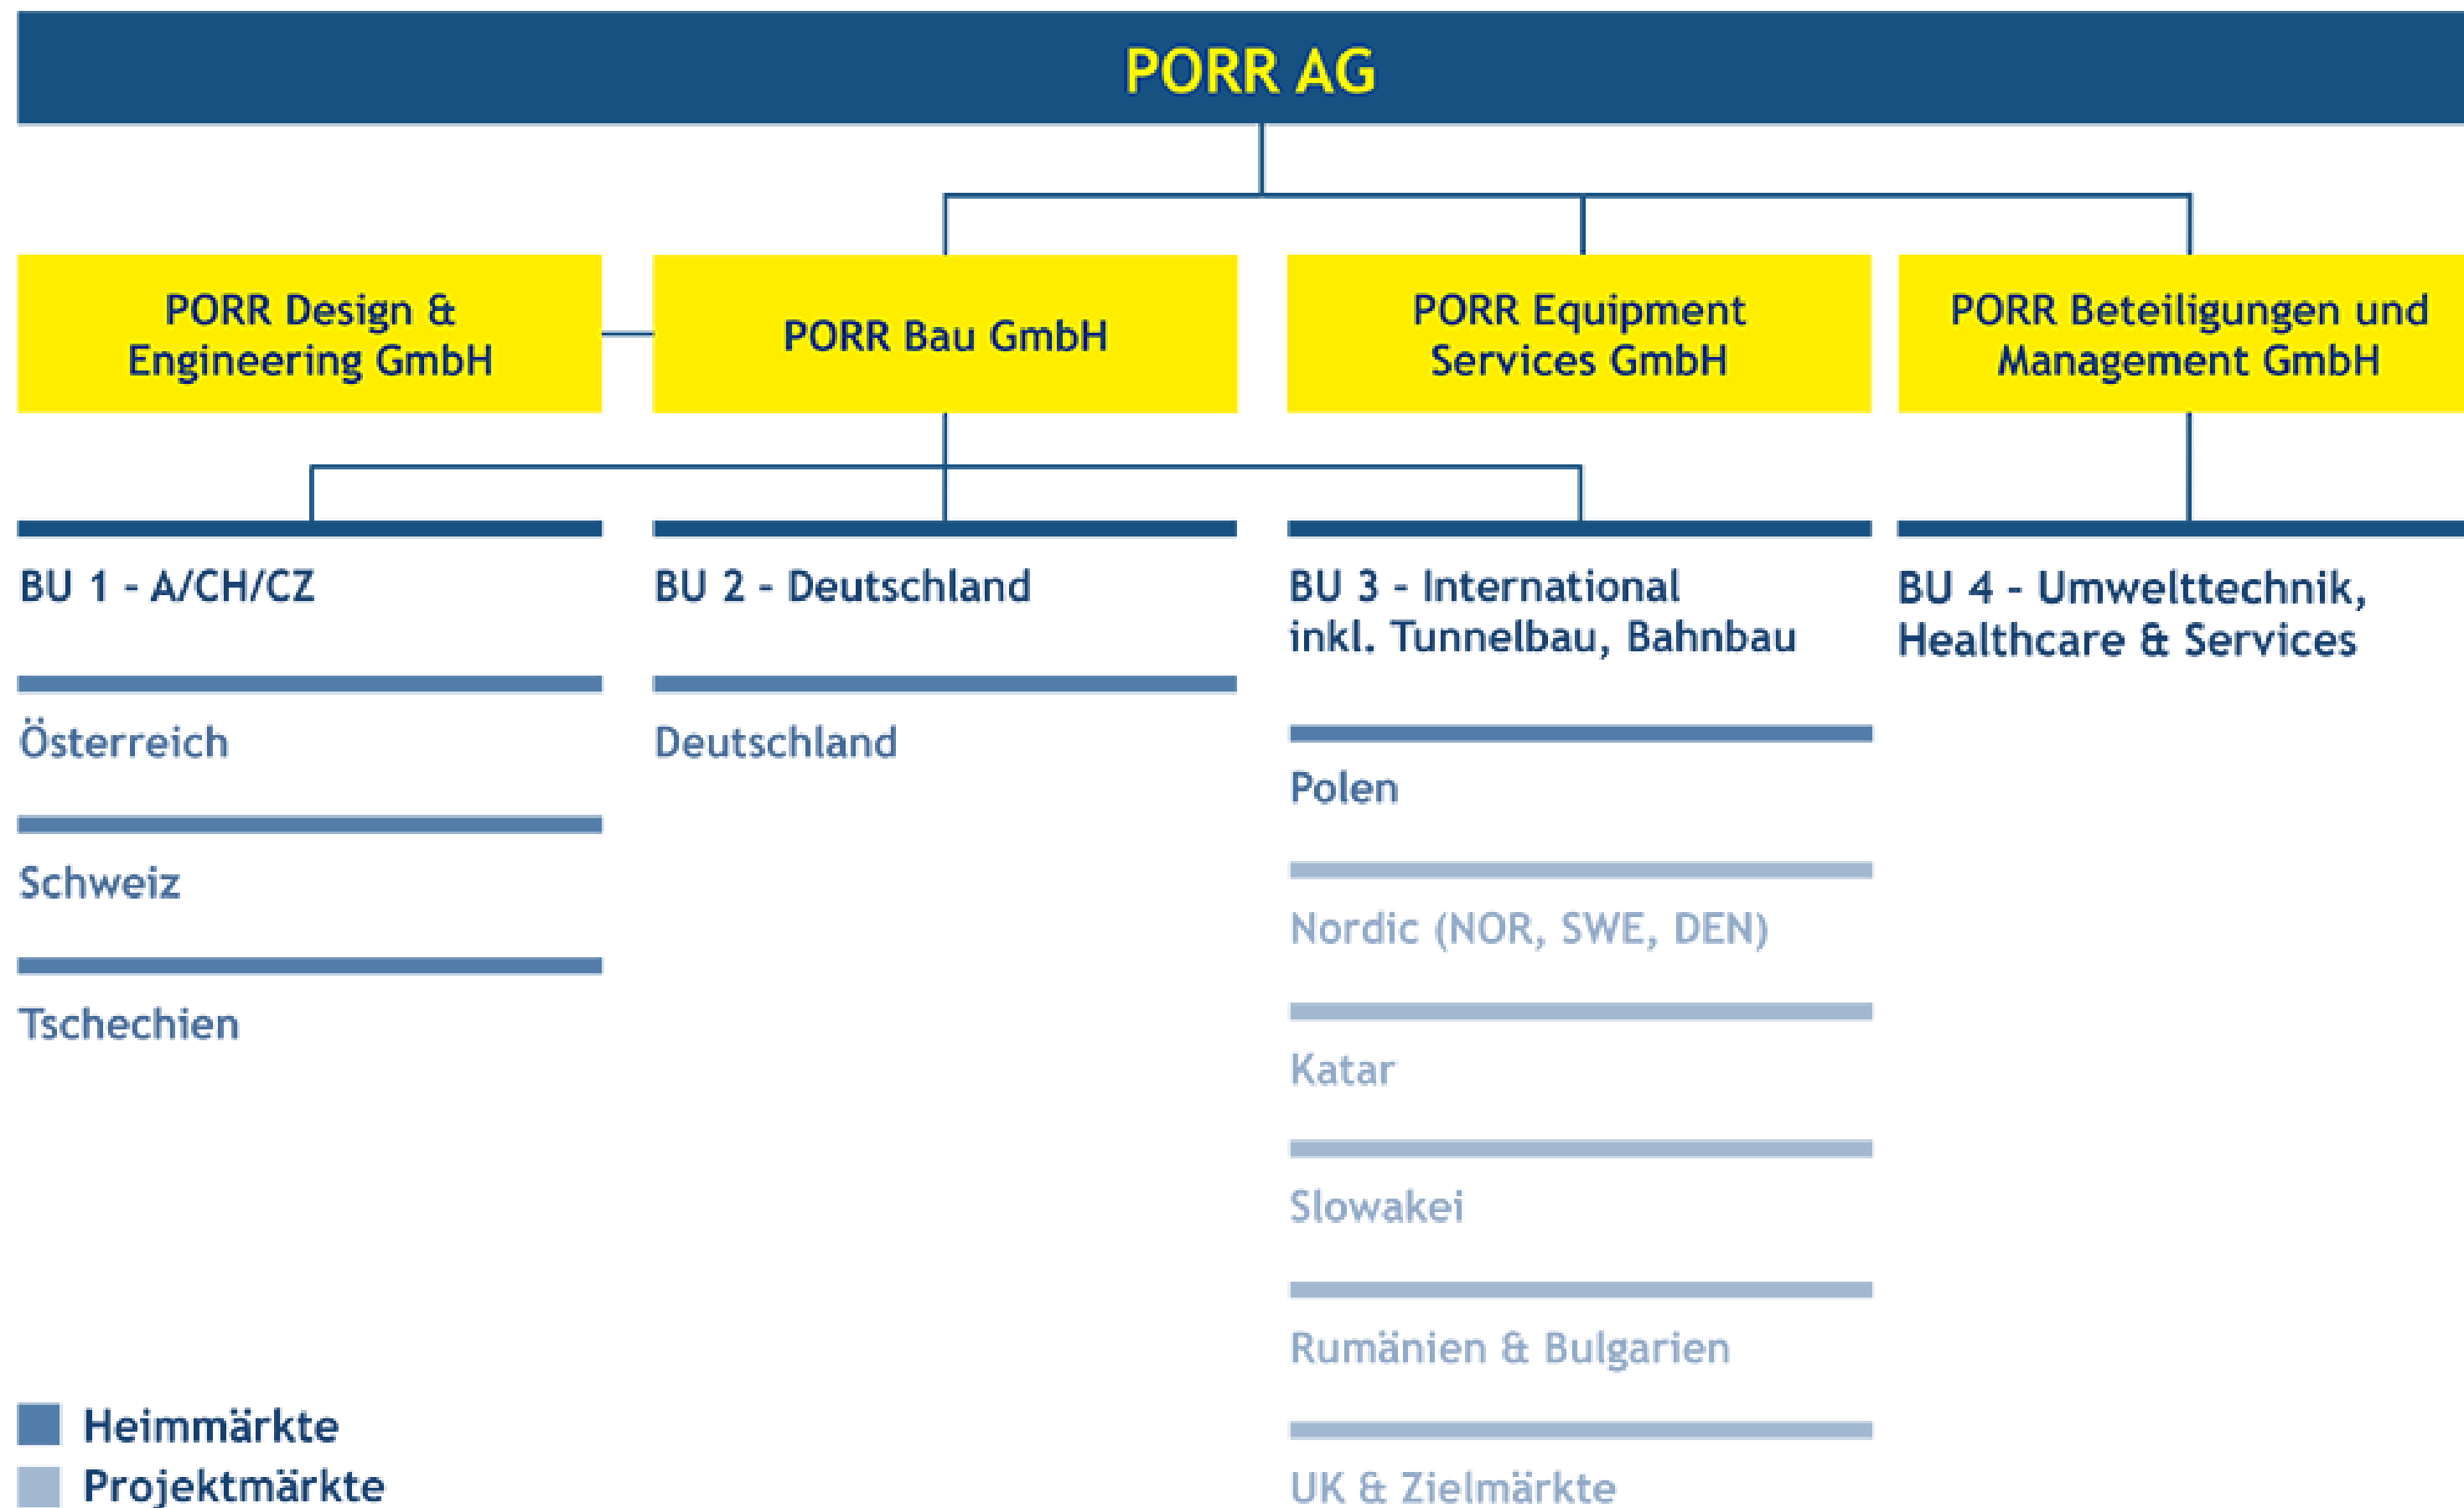 PORR AG
PORR Design &
Engineering GmbH
PORR Bau GmbH
PORR Equipment
Services GmbH
PORR Beteiligungen und
Management GmbH
BU 1 - A/CH/CZ
Österreich
Schweiz
Tschechien
BU 2 - Deutschland
Deutschland
BU 3 - International
inkl. Tunnelbau, Bahnbau
Polen
Nordic (NOR, SWE, DEN)
Katar
Slowakei
Rumänien & Bulgarien
UK & Zielmärkte
BU 4 - Umwelttechnik,
Healthcare & Services
Heimmärkte
Projektmärkte